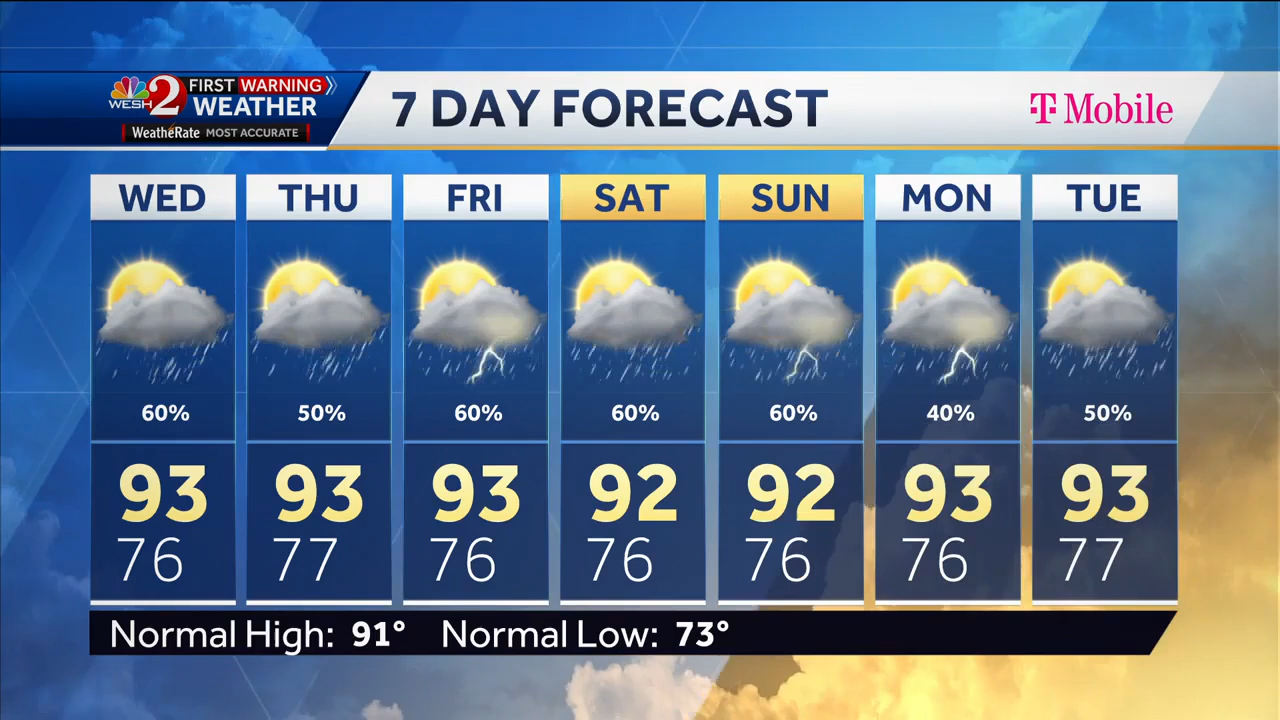 WESH 2 FIRST WARNING
WEATHER
WeatheRate MOST ACCURATE
7 DAY FORECAST
T Mobile
WED THU FRI SAT SUN MON TUE
60% 50% 60% 60% 60% 40% 50%
93 93 93 92 92 93 93
76 77 76 76 76 76 77
Normal High: 91° Normal Low: 73°